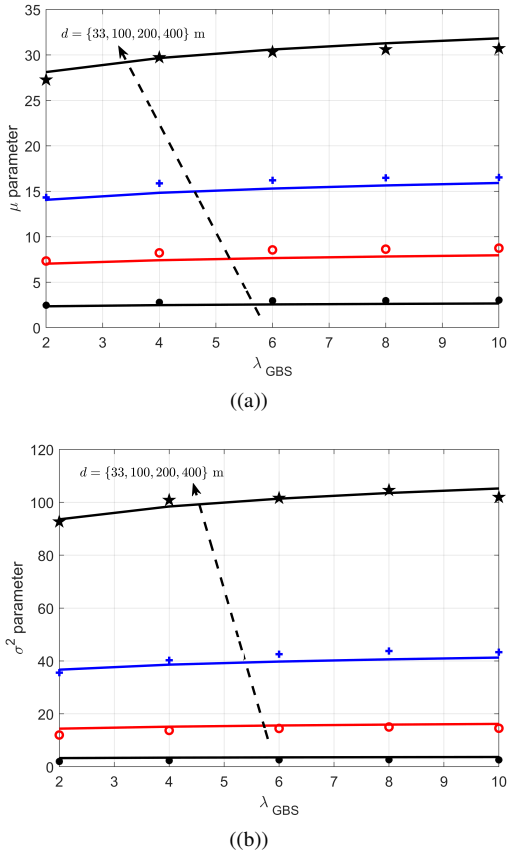 35
d = {33, 100, 200, 400} m
30
25
20
15
10
5
0
μ parameter
2 3 4 5 6 7 8 9 10
λ GBS
((a))
120
d = {33, 100, 200, 400} m
100
80
60
40
20
0
σ² parameter
2 3 4 5 6 7 8 9 10
λ GBS
((b))